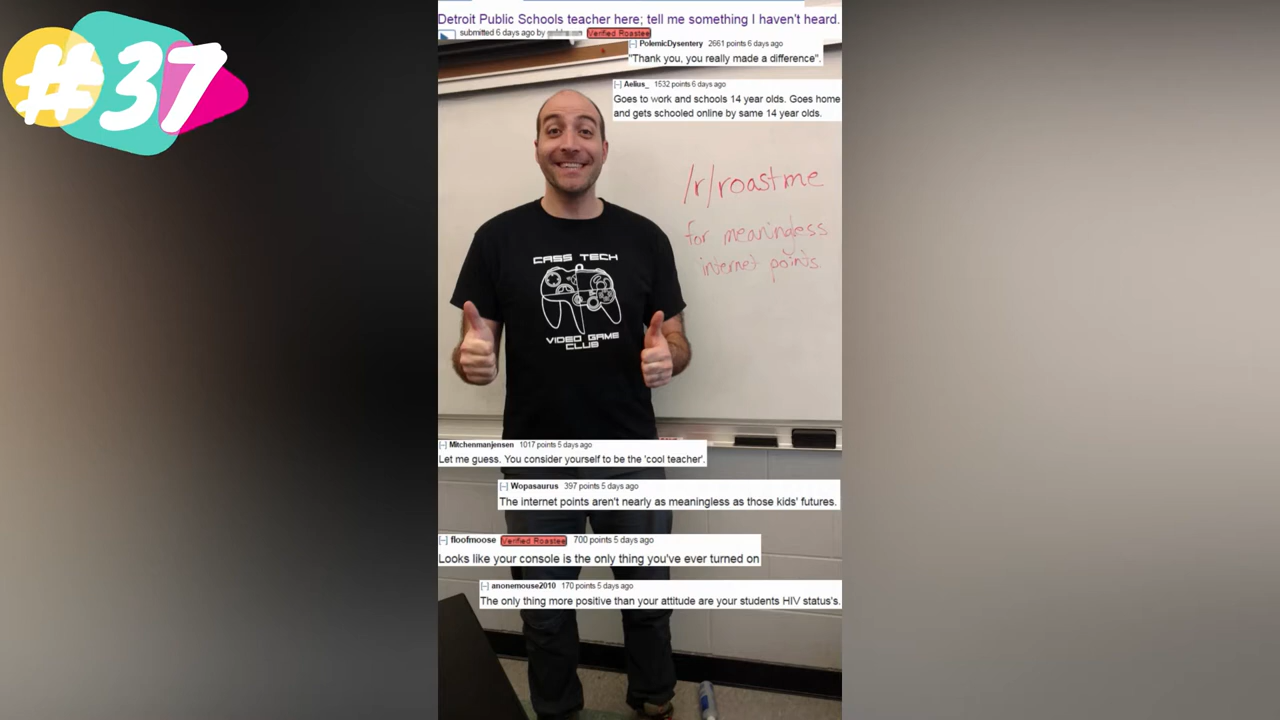 #37
Detroit Public Schools teacher here; tell me something I haven't heard.
submitted 6 days ago by
Verified Roastee
[–] PolemicDysentery 2661 points 6 days ago
"Thank you, you really made a difference".
[–] Aelius_ 1532 points 6 days ago
Goes to work and schools 14 year olds. Goes home
and gets schooled online by same 14 year olds.
/r/roastme
for meaningless
internet points.
CASS TECH
VIDEO GAME
CLUB
[–] Mitchenmanjensen 1017 points 5 days ago
Let me guess. You consider yourself to be the 'cool teacher'.
[–] Wopasaurus 397 points 5 days ago
The internet points aren't nearly as meaningless as those kids' futures.
[–] floofmoose Verified Roastee 700 points 5 days ago
Looks like your console is the only thing you've ever turned on
[–] anonemouse2010 170 points 5 days ago
The only thing more positive than your attitude are your students HIV status's.